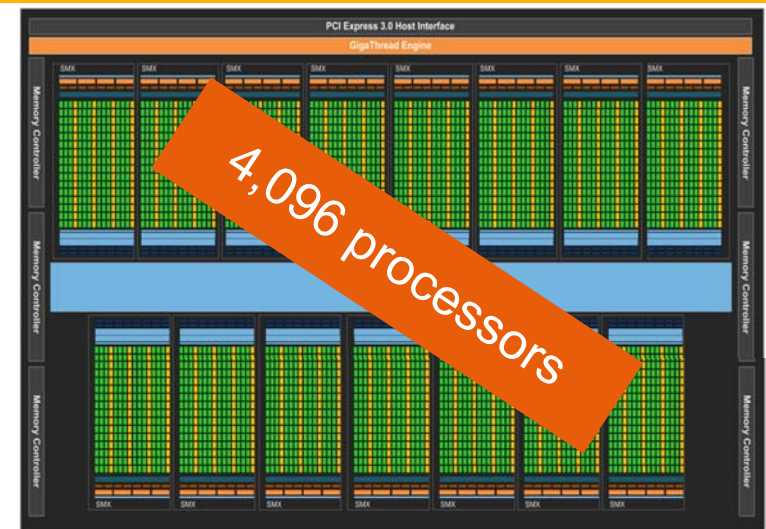 PCI Express 3.0 Host Interface
GigaThread Engine
SMX SMX SMX SMX SMX SMX SMX SMX
Memory Controller
Memory Controller
4,096 processors
Memory Controller
Memory Controller
Memory Controller
Memory Controller
SMX SMX SMX SMX SMX SMX SMX